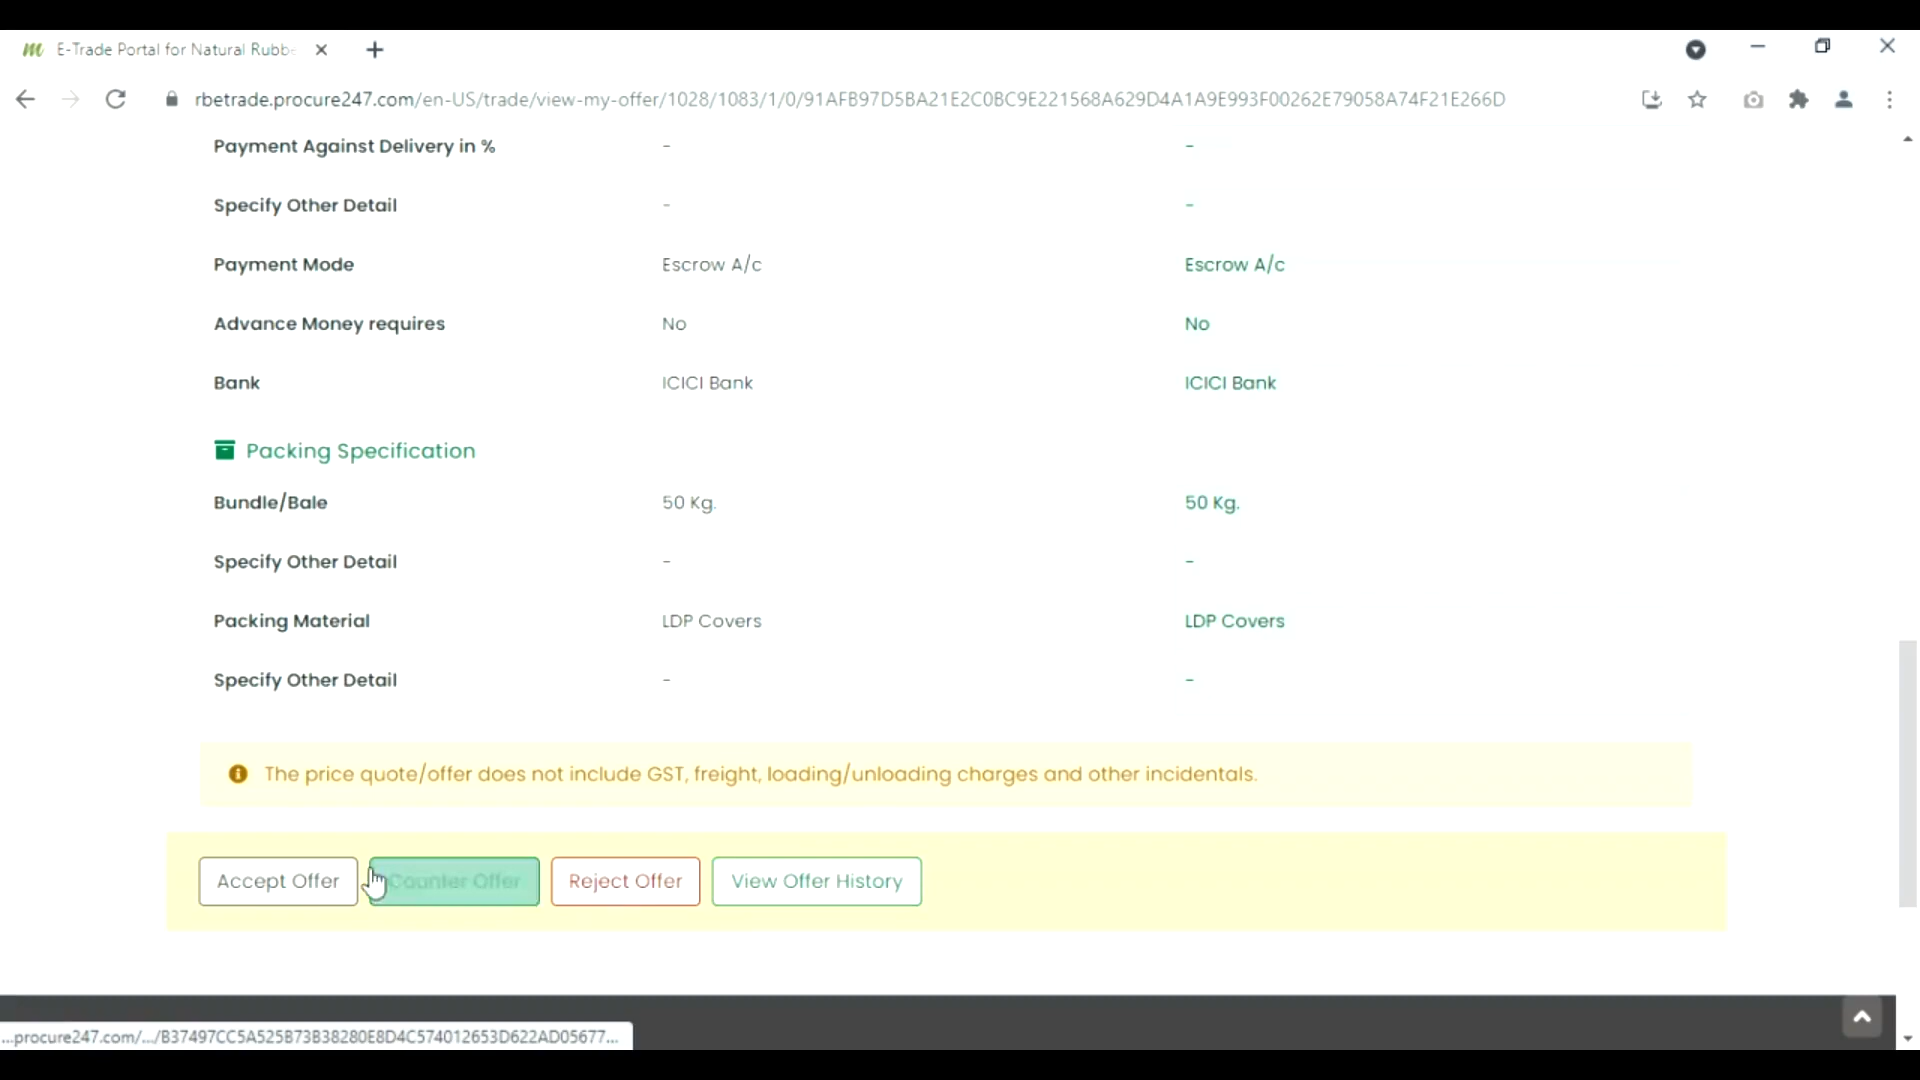 E-Trade Portal for Natural Rubbe
rbetrade.procure247.com/en-US/trade/view-my-offer/1028/1083/1/0/91AFB97D5BA21E2C0BC9E221568A629D4A1A9E993F00262E79058A74F21E266D
Payment Against Delivery in % - -
Specify Other Detail - -
Payment Mode Escrow A/c Escrow A/c
Advance Money requires No No
Bank ICICI Bank ICICI Bank
Packing Specification
Bundle/Bale 50 Kg. 50 Kg.
Specify Other Detail - -
Packing Material LDP Covers LDP Covers
Specify Other Detail - -
The price quote/offer does not include GST, freight, loading/unloading charges and other incidentals.
Accept Offer Counter Offer Reject Offer View Offer History
...procure247.com/.../B37497CC5A525B73B38280E8D4C574012653D622AD05677...